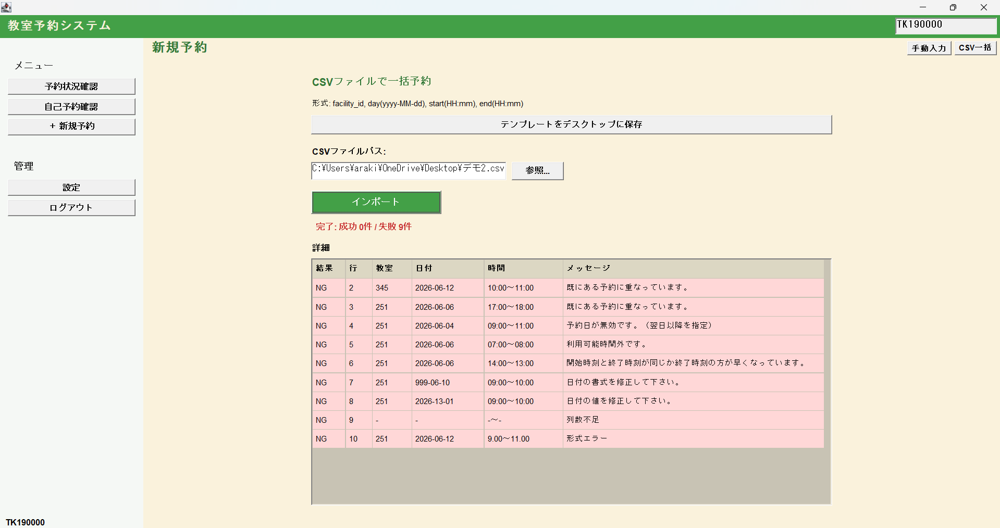 教室予約システム
TK190000
新規予約
手動入力
CSV一括
メニュー
予約状況確認
自己予約確認
+ 新規予約
管理
設定
ログアウト
TK190000
CSVファイルで一括予約
形式: facility_id, day(yyyy-MM-dd), start(HH:mm), end(HH:mm)
テンプレートをデスクトップに保存
CSVファイルパス:
C:¥Users¥araki¥OneDrive¥Desktop¥デモ2.csv
参照...
インポート
完了: 成功 0件 / 失敗 9件
詳細
結果 行 教室 日付 時間 メッセージ
NG 2 345 2026-06-12 10:00～11:00 既にある予約に重なっています。
NG 3 251 2026-06-06 17:00～18:00 既にある予約に重なっています。
NG 4 251 2026-06-04 09:00～11:00 予約日が無効です。（翌日以降を指定）
NG 5 251 2026-06-06 07:00～08:00 利用可能時間外です。
NG 6 251 2026-06-06 14:00～13:00 開始時刻と終了時刻が同じか終了時刻の方が早くなっています。
NG 7 251 999-06-10 09:00～10:00 日付の書式を修正して下さい。
NG 8 251 2026-13-01 09:00～10:00 日付の値を修正して下さい。
NG 9 - - -～- 列数不足
NG 10 251 2026-06-12 9.00～11.00 形式エラー